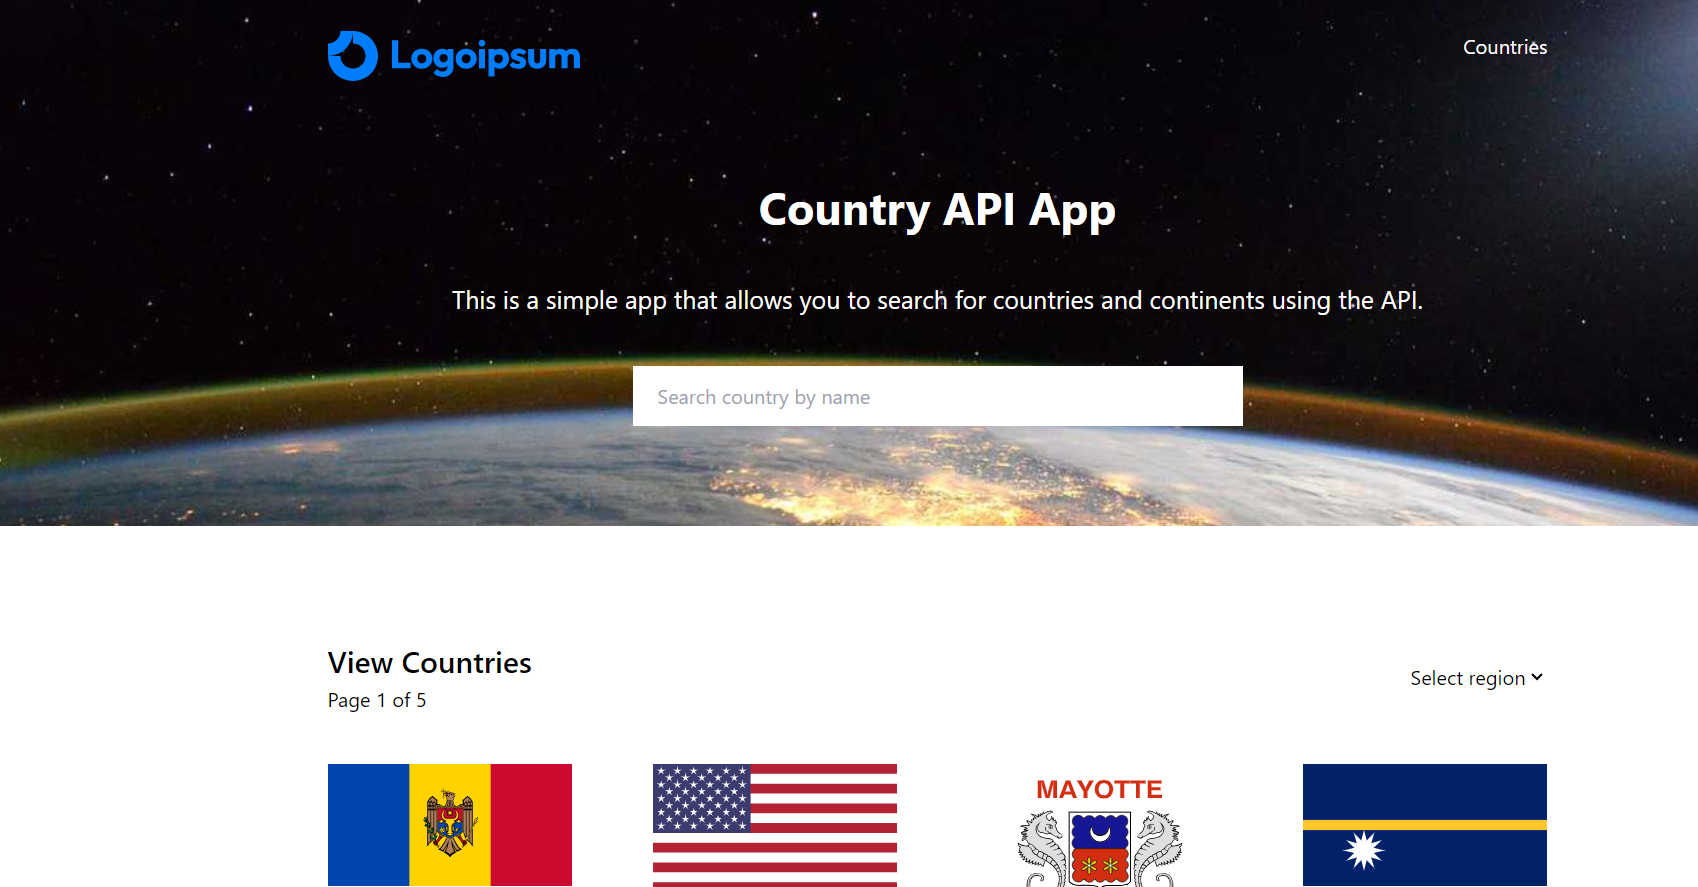 Logoipsum
Countries
Country API App
This is a simple app that allows you to search for countries and continents using the API.
Search country by name
View Countries
Select region
Page 1 of 5
MAYOTTE